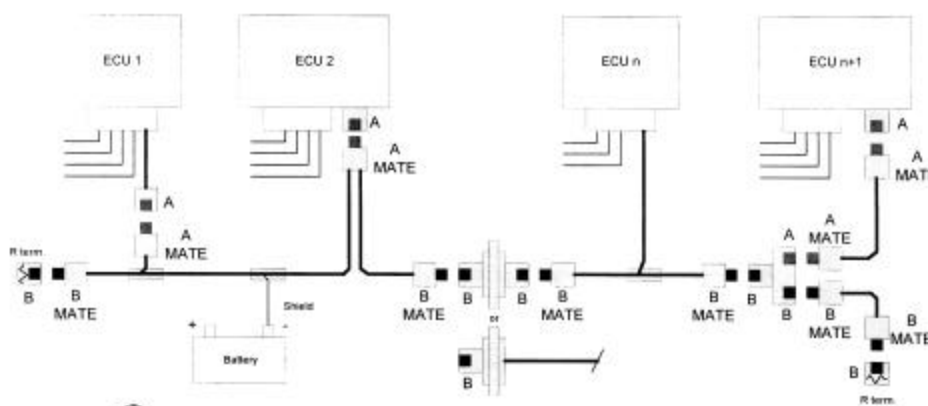 ECU 1
ECU 2
ECU n
ECU n+1
A
A
MATE
A
A
MATE
A
A
MATE
A
A
MATE
R term.
B
B
MATE
Shield
+
-
Battery
B
MATE
B
B
B
MATE
or
B
B
MATE
B
B
B
MATE
B
MATE
B
R term.